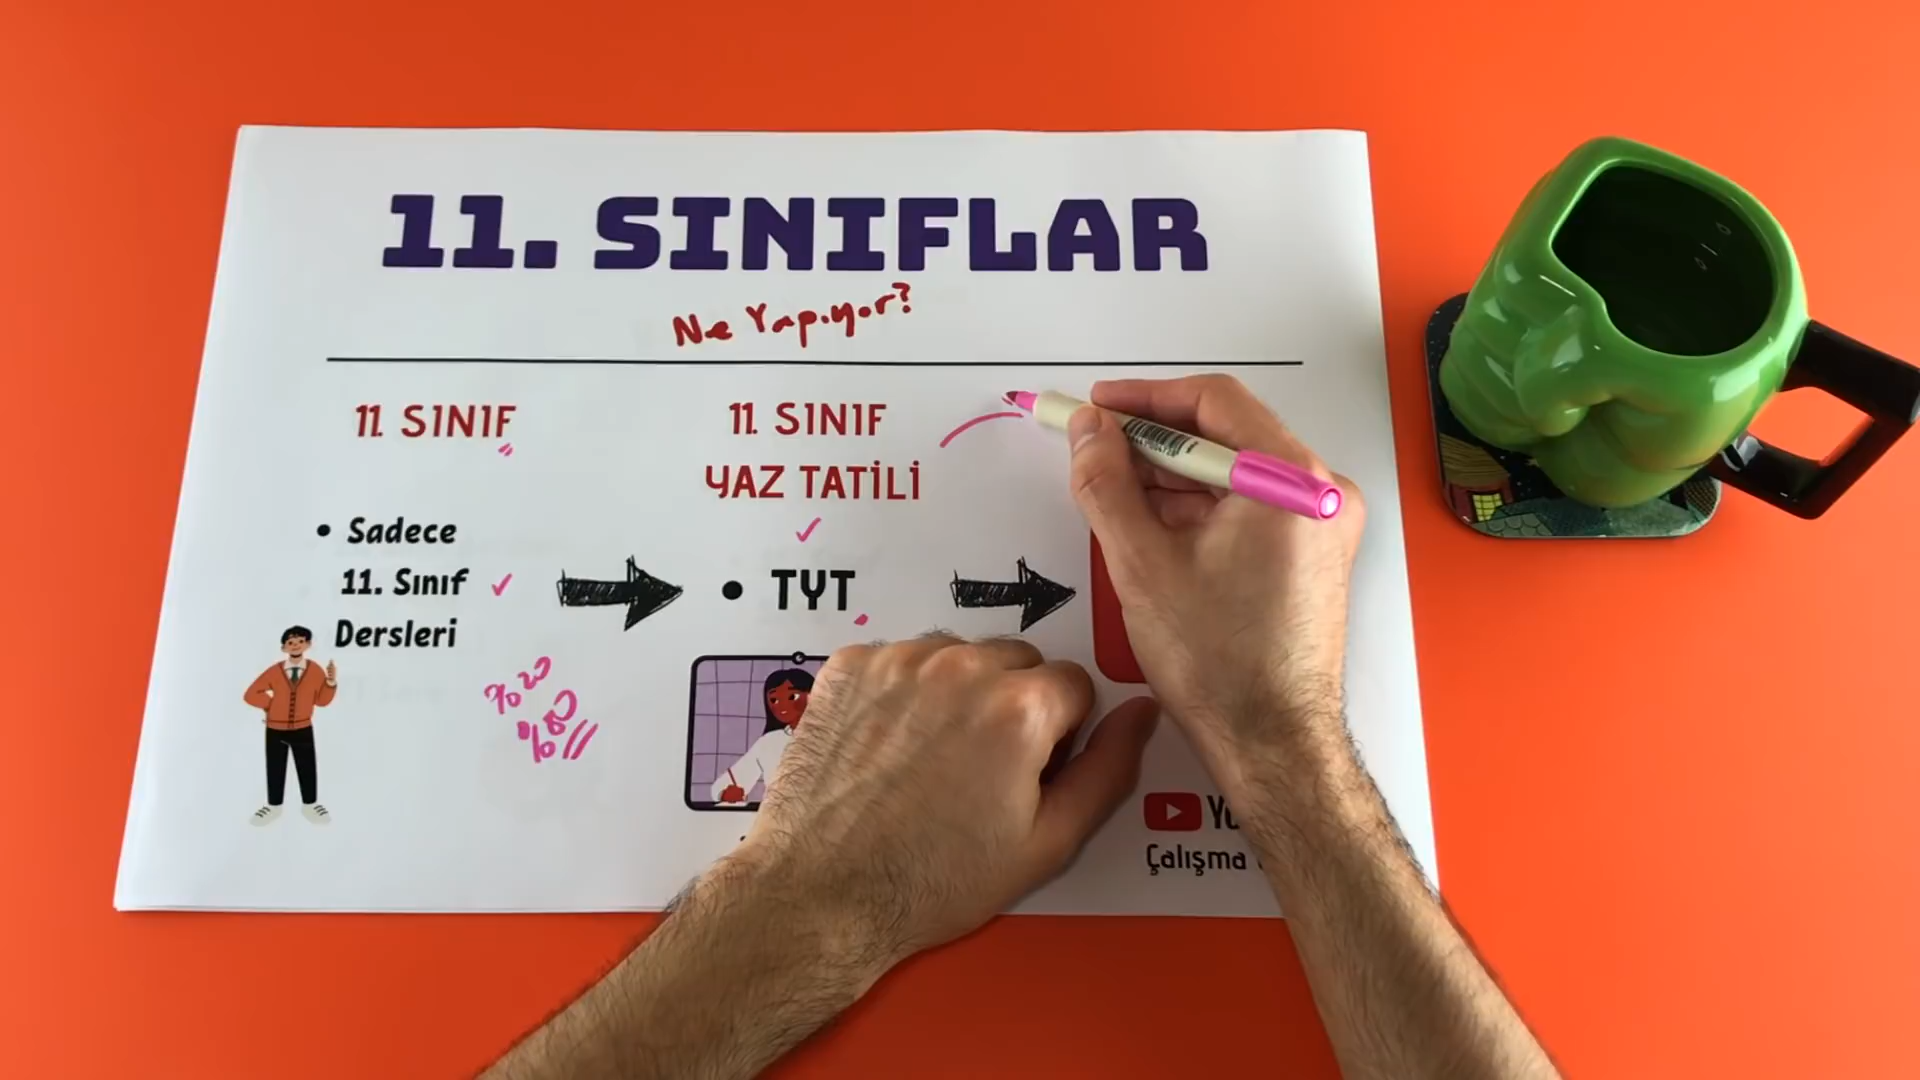 11. SINIFLAR
Ne Yapıyor?
11. SINIF
• Sadece
11. Sınıf
Dersleri
%20
%80
11. SINIF
YAZ TATİLİ
• TYT
Çalışma